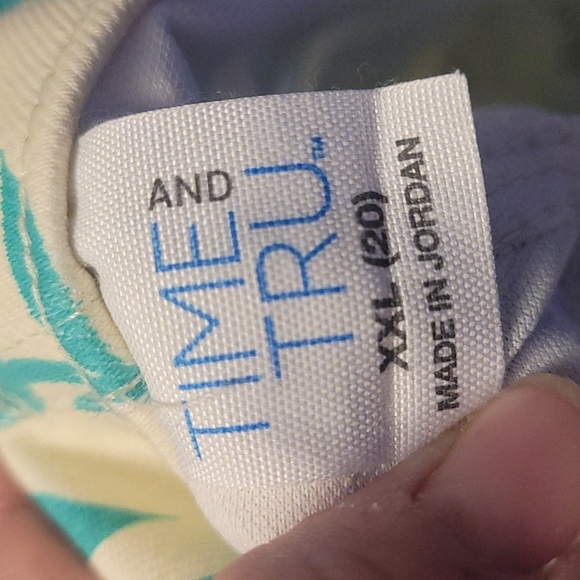 TIME AND
TRU™
XXL (20)
MADE IN JORDAN